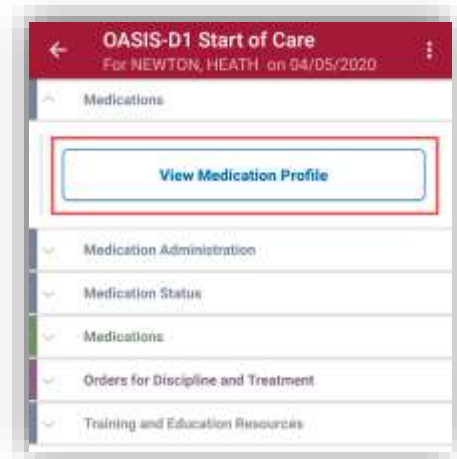 OASIS-D1 Start of Care
For NEWTON, HEATH on 04/05/2020
Medications
View Medication Profile
Medication Administration
Medication Status
Medications
Orders for Discipline and Treatment
Training and Education Resources